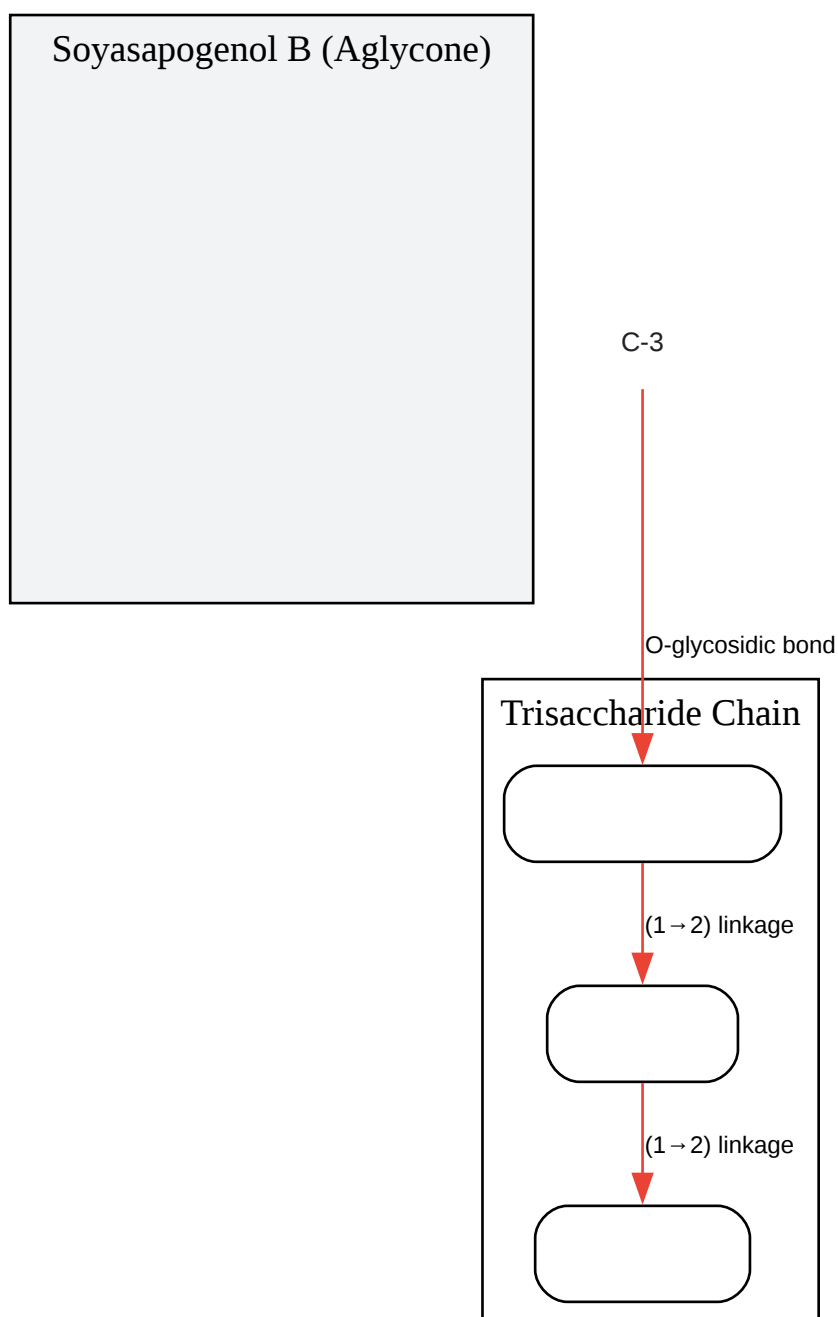 Soyasapogenol B (Aglycone)
C-3
O-glycosidic bond
Trisaccharide Chain
(1→2) linkage
(1→2) linkage